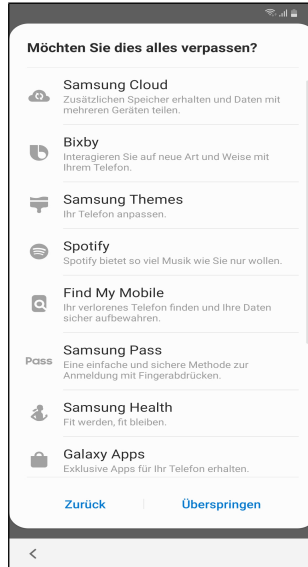 Möchten Sie dies alles verpassen?
Samsung Cloud
Zusätzlichen Speicher erhalten und Daten mit
mehreren Geräten teilen.
Bixby
Interagieren Sie auf neue Art und Weise mit
Ihrem Telefon.
Samsung Themes
Ihr Telefon anpassen.
Spotify
Spotify bietet so viel Musik wie Sie nur wollen.
Find My Mobile
Ihr verlorenes Telefon finden und Ihre Daten
sicher aufbewahren.
Pass
Samsung Pass
Eine einfache und sichere Methode zur
Anmeldung mit Fingerabdrücken.
Samsung Health
Fit werden, fit bleiben.
Galaxy Apps
Exklusive Apps für Ihr Telefon erhalten.
Zurück Überspringen